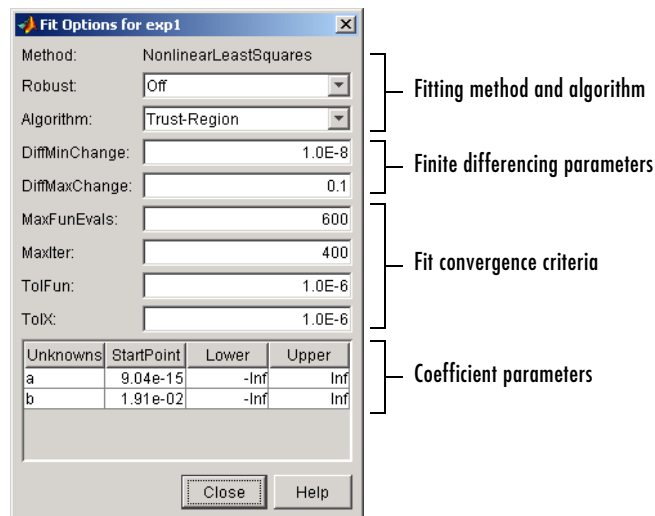 Fit Options for exp1
Method: NonlinearLeastSquares
Robust: Off
Algorithm: Trust-Region
Fitting method and algorithm
DiffMinChange: 1.0E-8
DiffMaxChange: 0.1
Finite differencing parameters
MaxFunEvals: 600
MaxIter: 400
TolFun: 1.0E-6
TolX: 1.0E-6
Fit convergence criteria
Unknowns StartPoint Lower Upper
a 9.04e-15 -Inf Inf
b 1.91e-02 -Inf Inf
Coefficient parameters
Close Help